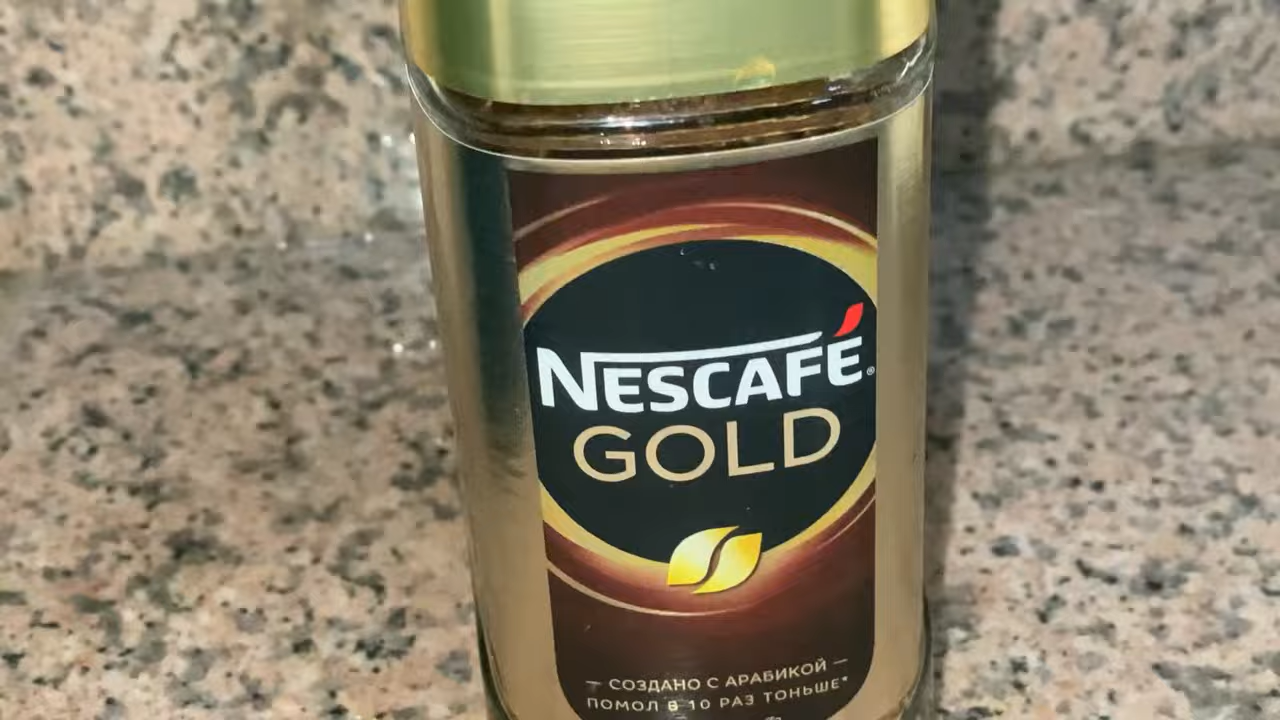 NESCAFÉ®
GOLD
— СОЗДАНО С АРАБИКОЙ —
ПОМОЛ В 10 РАЗ ТОНЬШЕ*